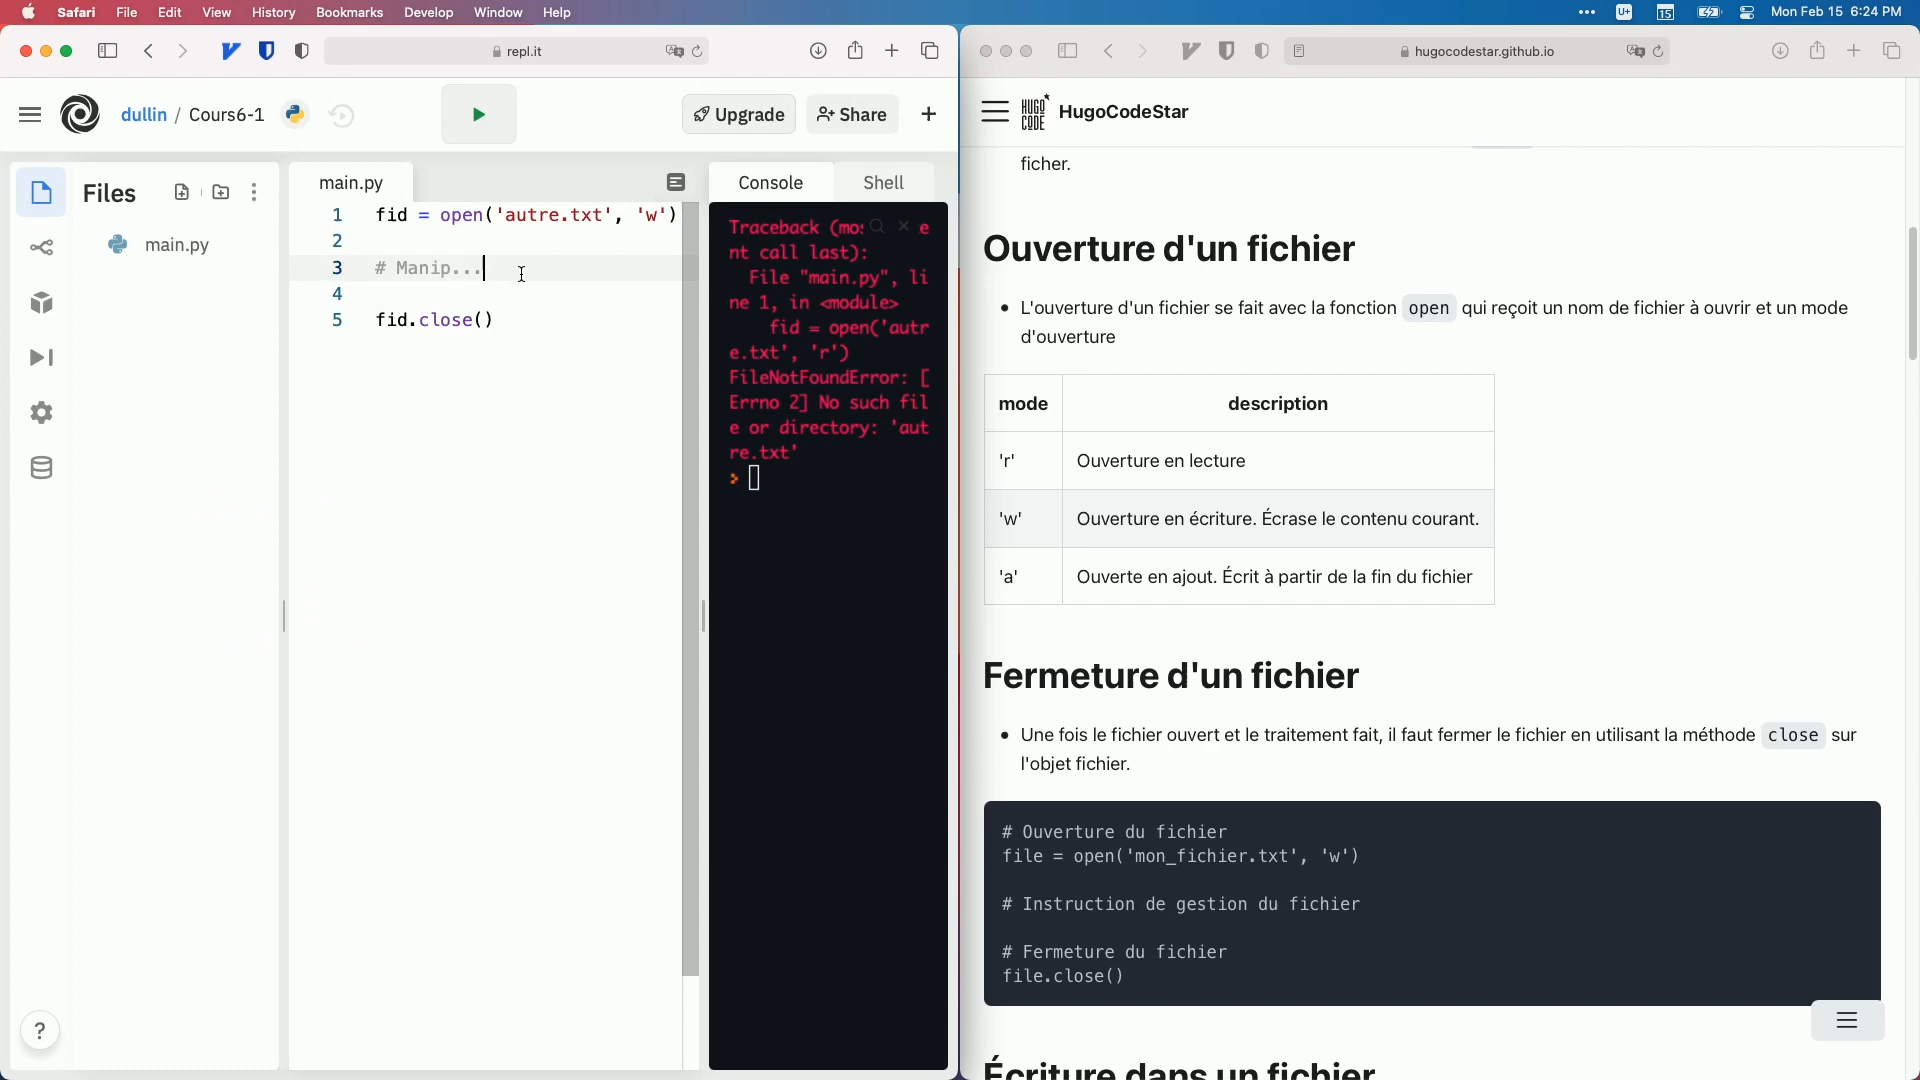 Safari File Edit View History Bookmarks Develop Window Help
U+ 15 Mon Feb 15 6:24 PM
repl.it
dullin / Cours6-1
Upgrade
Share
Files
main.py
main.py
1 fid = open('autre.txt', 'w')
2
3 # Manip...
4
5 fid.close()
Console
Shell
Traceback (mos e
nt call last):
File "main.py", li
ne 1, in <module>
fid = open('autr
e.txt', 'r')
FileNotFoundError: [
Errno 2] No such fil
e or directory: 'aut
re.txt'
?
hugocodestar.github.io
HUGO
CODE
HugoCodeStar
ficher.
Ouverture d'un fichier
• L'ouverture d'un fichier se fait avec la fonction open qui reçoit un nom de fichier à ouvrir et un mode
d'ouverture
mode description
'r' Ouverture en lecture
'w' Ouverture en écriture. Écrase le contenu courant.
'a' Ouverte en ajout. Écrit à partir de la fin du fichier
Fermeture d'un fichier
• Une fois le fichier ouvert et le traitement fait, il faut fermer le fichier en utilisant la méthode close sur
l'objet fichier.
# Ouverture du fichier
file = open('mon_fichier.txt', 'w')
# Instruction de gestion du fichier
# Fermeture du fichier
file.close()
Écriture dans un fichier